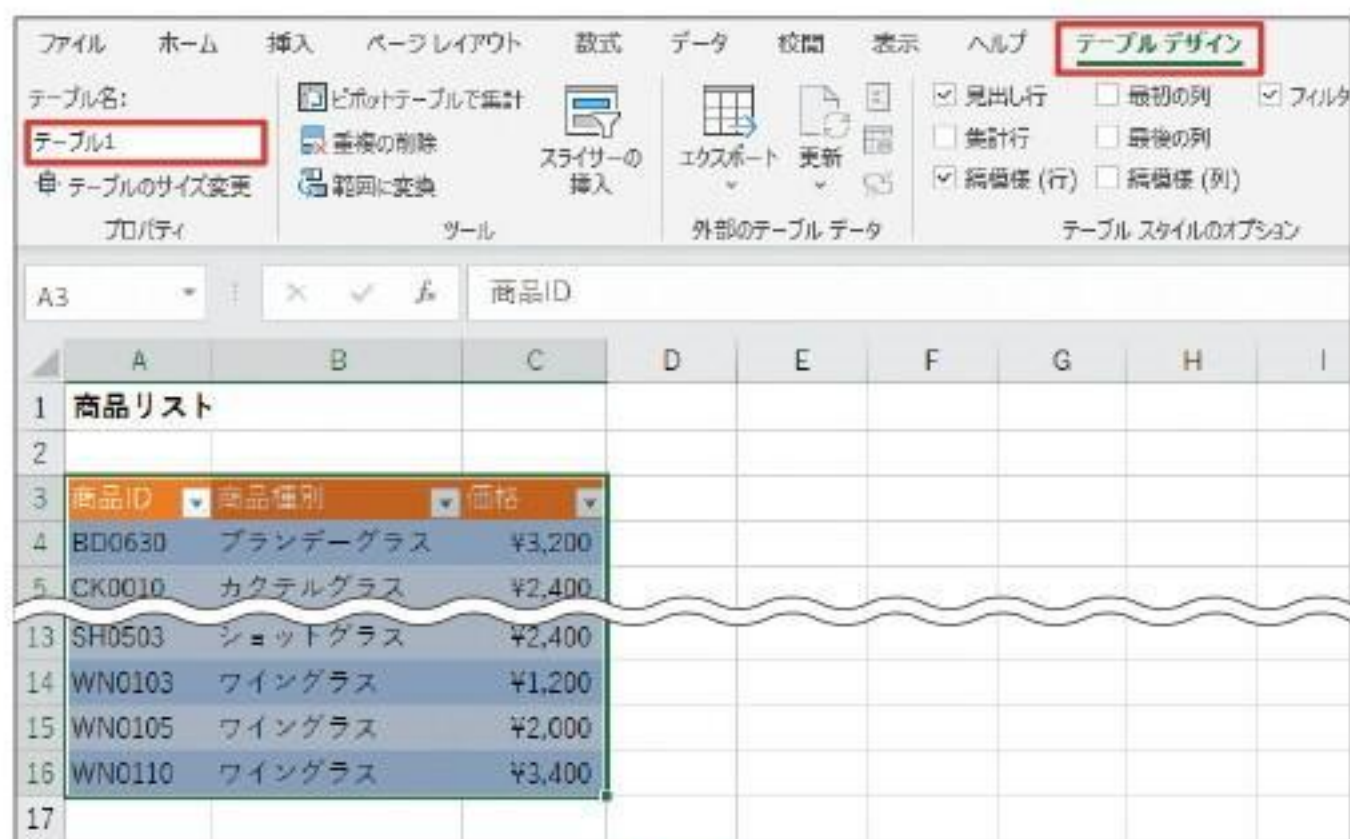 ファイル ホーム 挿入 ページ レイアウト 数式 データ 校閲 表示 ヘルプ テーブル デザイン
テーブル名:
テーブル1
テーブルのサイズ変更
プロパティ
ピボットテーブルで集計
重複の削除
範囲に変換
ツール
スライサーの
挿入
エクスポート 更新
外部のテーブル データ
見出し行 最初の列 フィルタ
集計行 最後の列
縞模様 (行) 縞模様 (列)
テーブル スタイルのオプション
A3 fx 商品ID
A B C D E F G H I
1 商品リスト
2
3 商品ID 商品種別 価格
4 BD0630 ブランデーグラス ¥3,200
5 CK0010 カクテルグラス ¥2,400
13 SH0503 ショットグラス ¥2,400
14 WN0103 ワイングラス ¥1,200
15 WN0105 ワイングラス ¥2,000
16 WN0110 ワイングラス ¥3,400
17